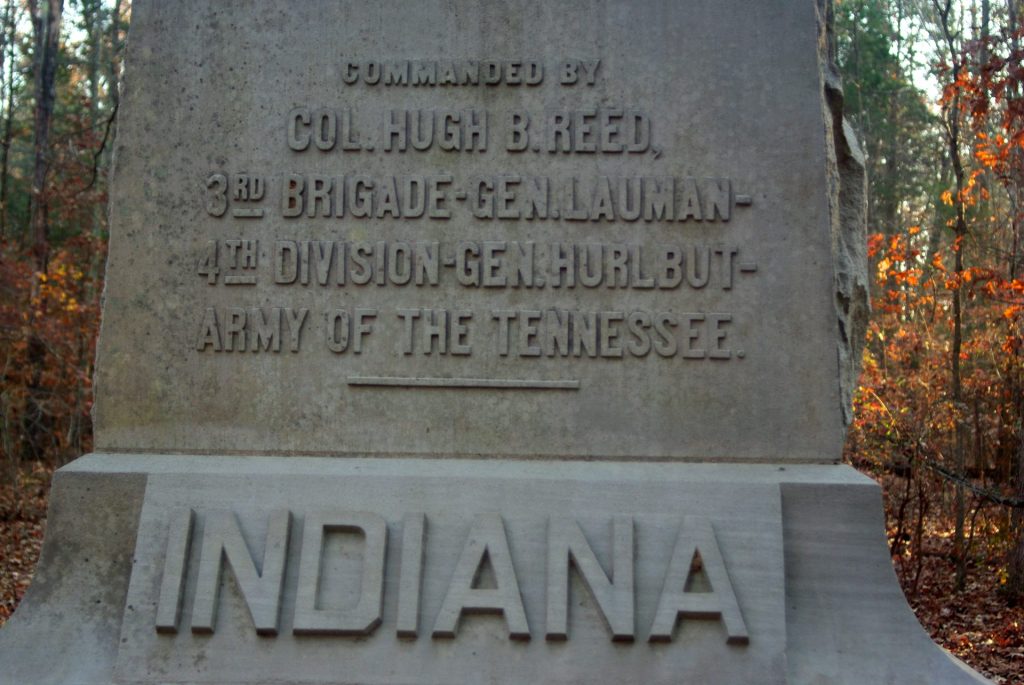 COMMANDED BY
COL. HUGH B. REED,
3RD BRIGADE-GEN. LAUMAN-
4TH DIVISION-GEN. HURLBUT-
ARMY OF THE TENNESSEE.
INDIANA